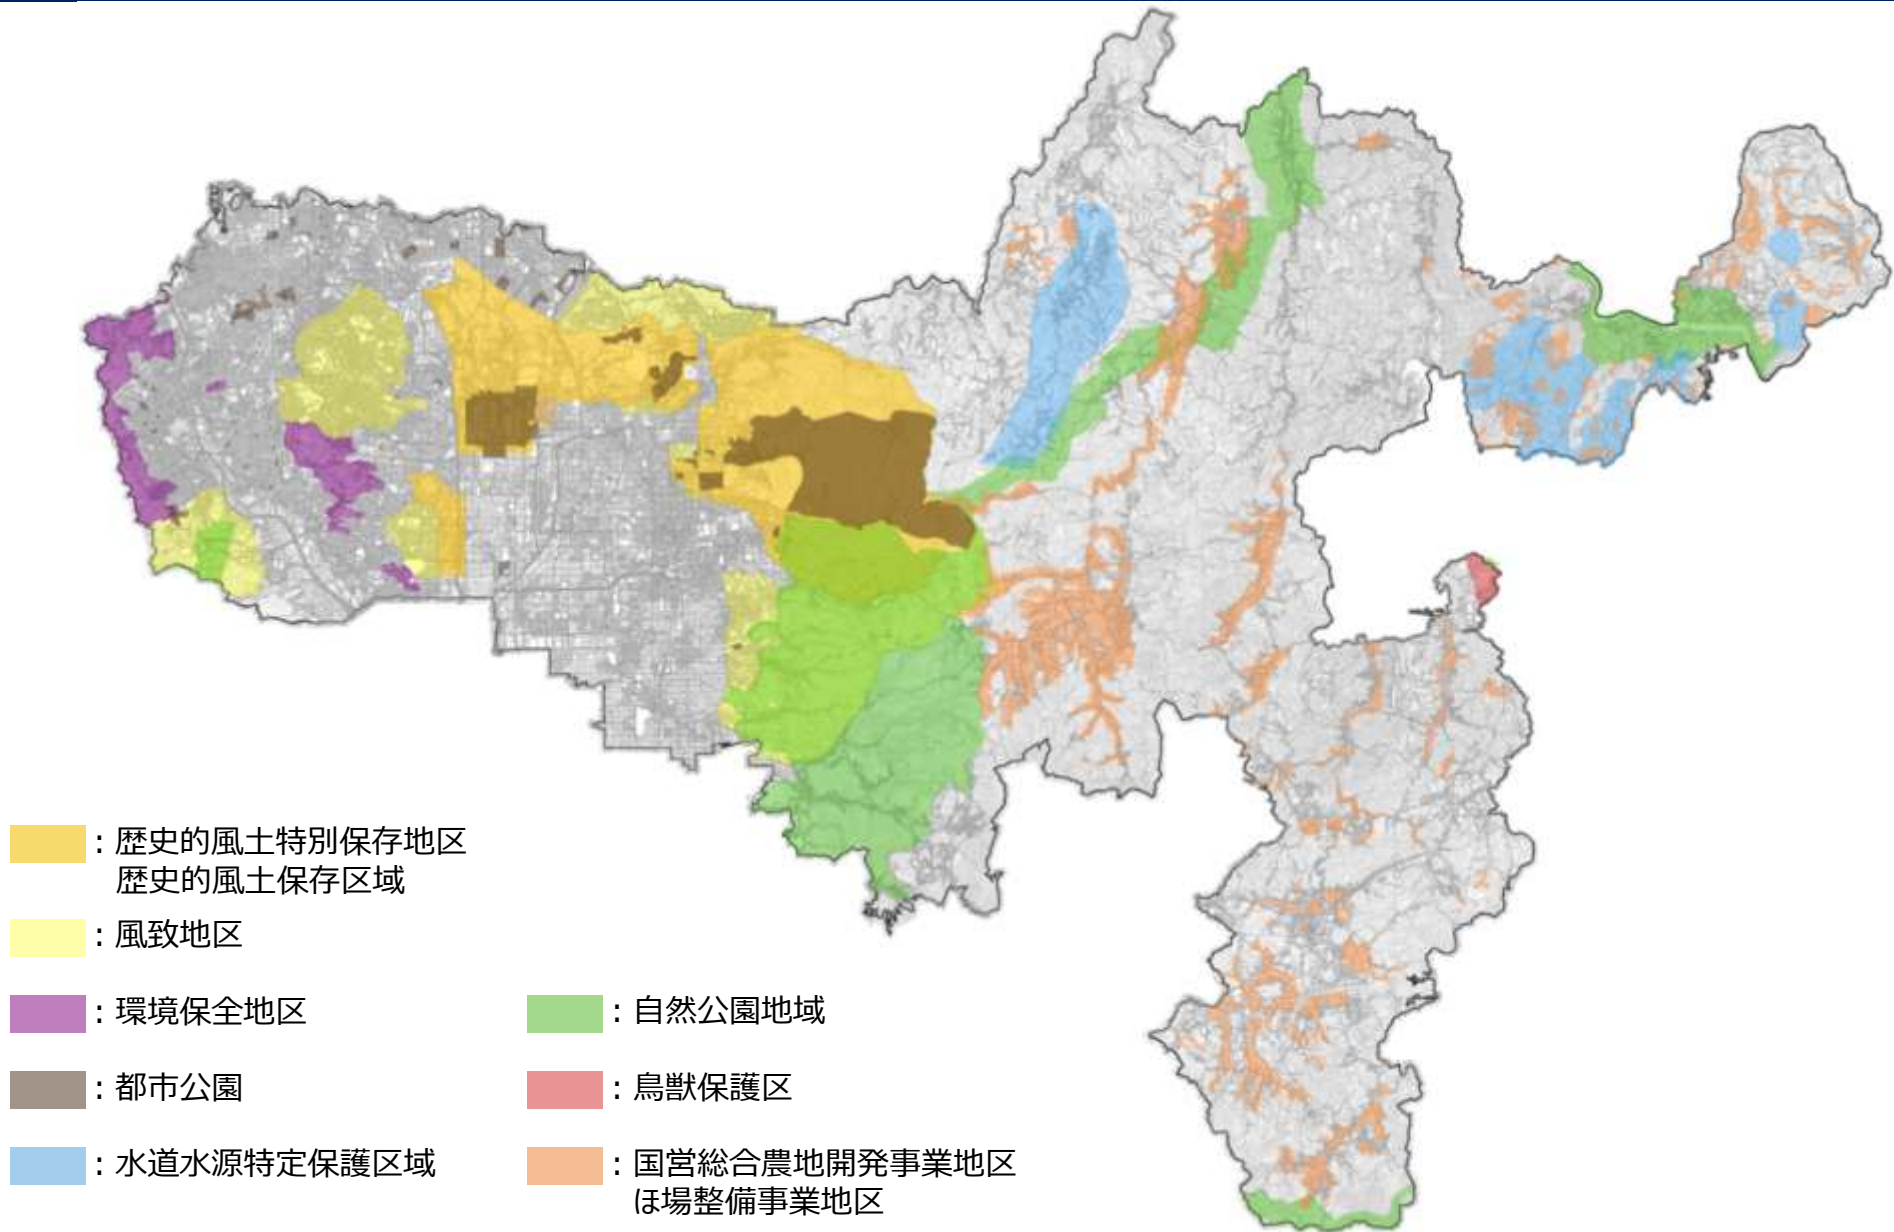 ：歴史的風土特別保存地区
歴史的風土保存区域
：風致地区
：環境保全地区
：都市公園
：水道水源特定保護区域
：自然公園地域
：鳥獣保護区
：国営総合農地開発事業地区
ほ場整備事業地区